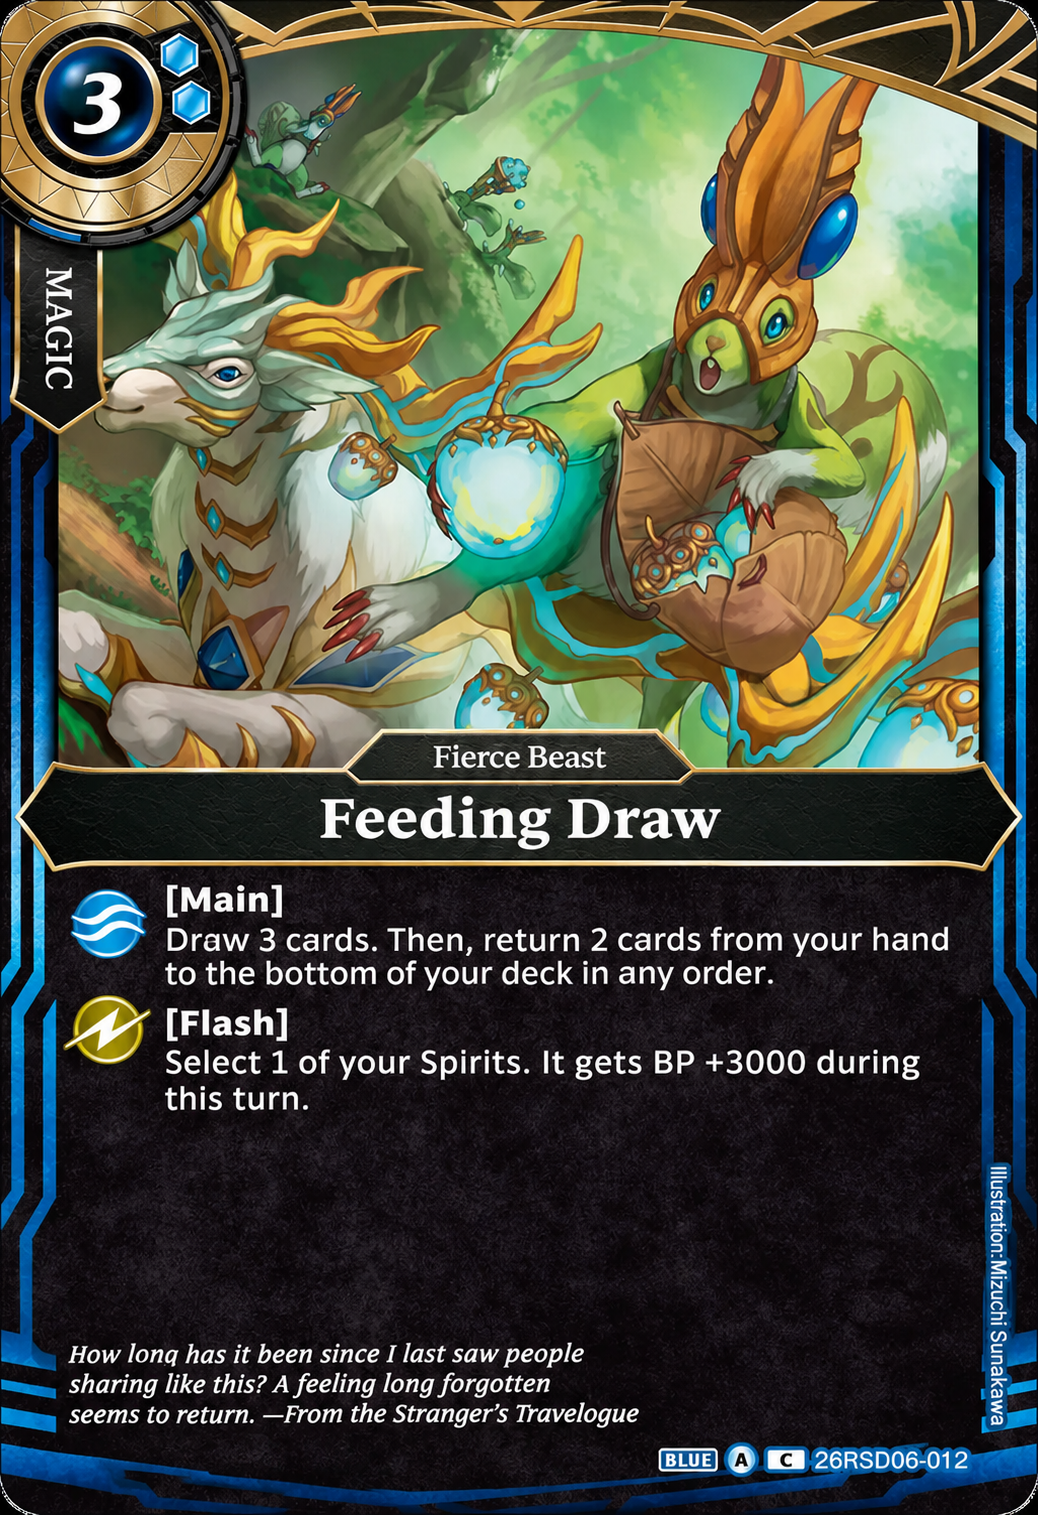 3
MAGIC
Fierce Beast
Feeding Draw
[Main]
Draw 3 cards. Then, return 2 cards from your hand
to the bottom of your deck in any order.
[Flash]
Select 1 of your Spirits. It gets BP +3000 during
this turn.
How long has it been since I last saw people
sharing like this? A feeling long forgotten
seems to return. —From the Stranger's Travelogue
Illustration:Mizuchi Sunakawa
BLUE A C 26RSD06-012